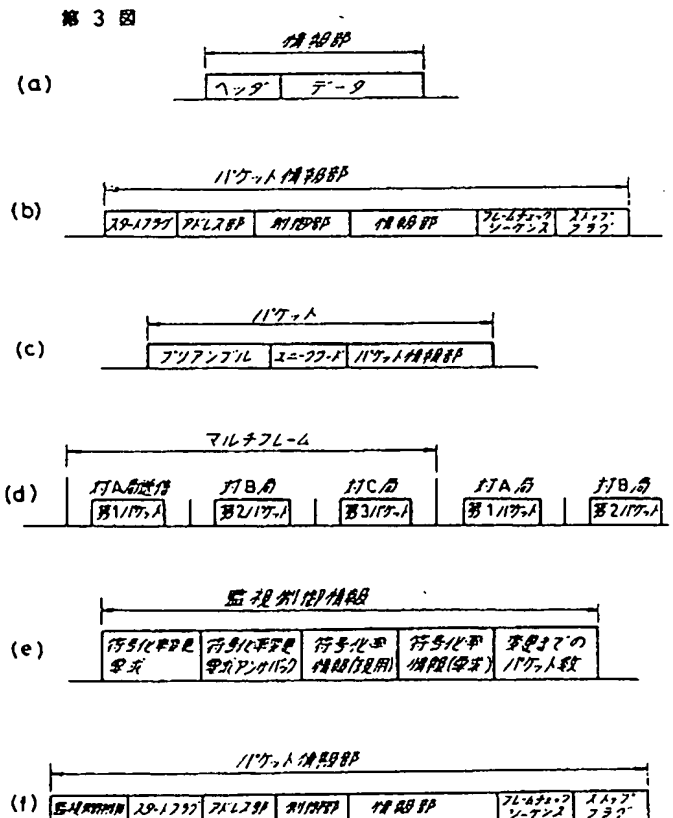 第 3 図
情報部
(a)
ヘッダ データ
パケット情報部
(b)
スタートフラグ アドレス部 制御部 情報部 フレームチェック シーケンス ストップ フラグ
パケット
(c)
プリアンブル ユニークワード パケット情報部
マルチフレーム
(d)
対A局送信 対B局 対C局 対A局 対B局
第1パケット 第2パケット 第3パケット 第1パケット 第2パケット
監視制御情報
(e)
符号化率変更 要求 符号化率変更 要求アンサバック 符号化率 情報(現用) 符号化率 情報(要求) 変更までの パケット数
パケット情報部
(f)
監視制御情報 スタートフラグ アドレス部 制御部 情報部 フレームチェック シーケンス ストップ フラグ